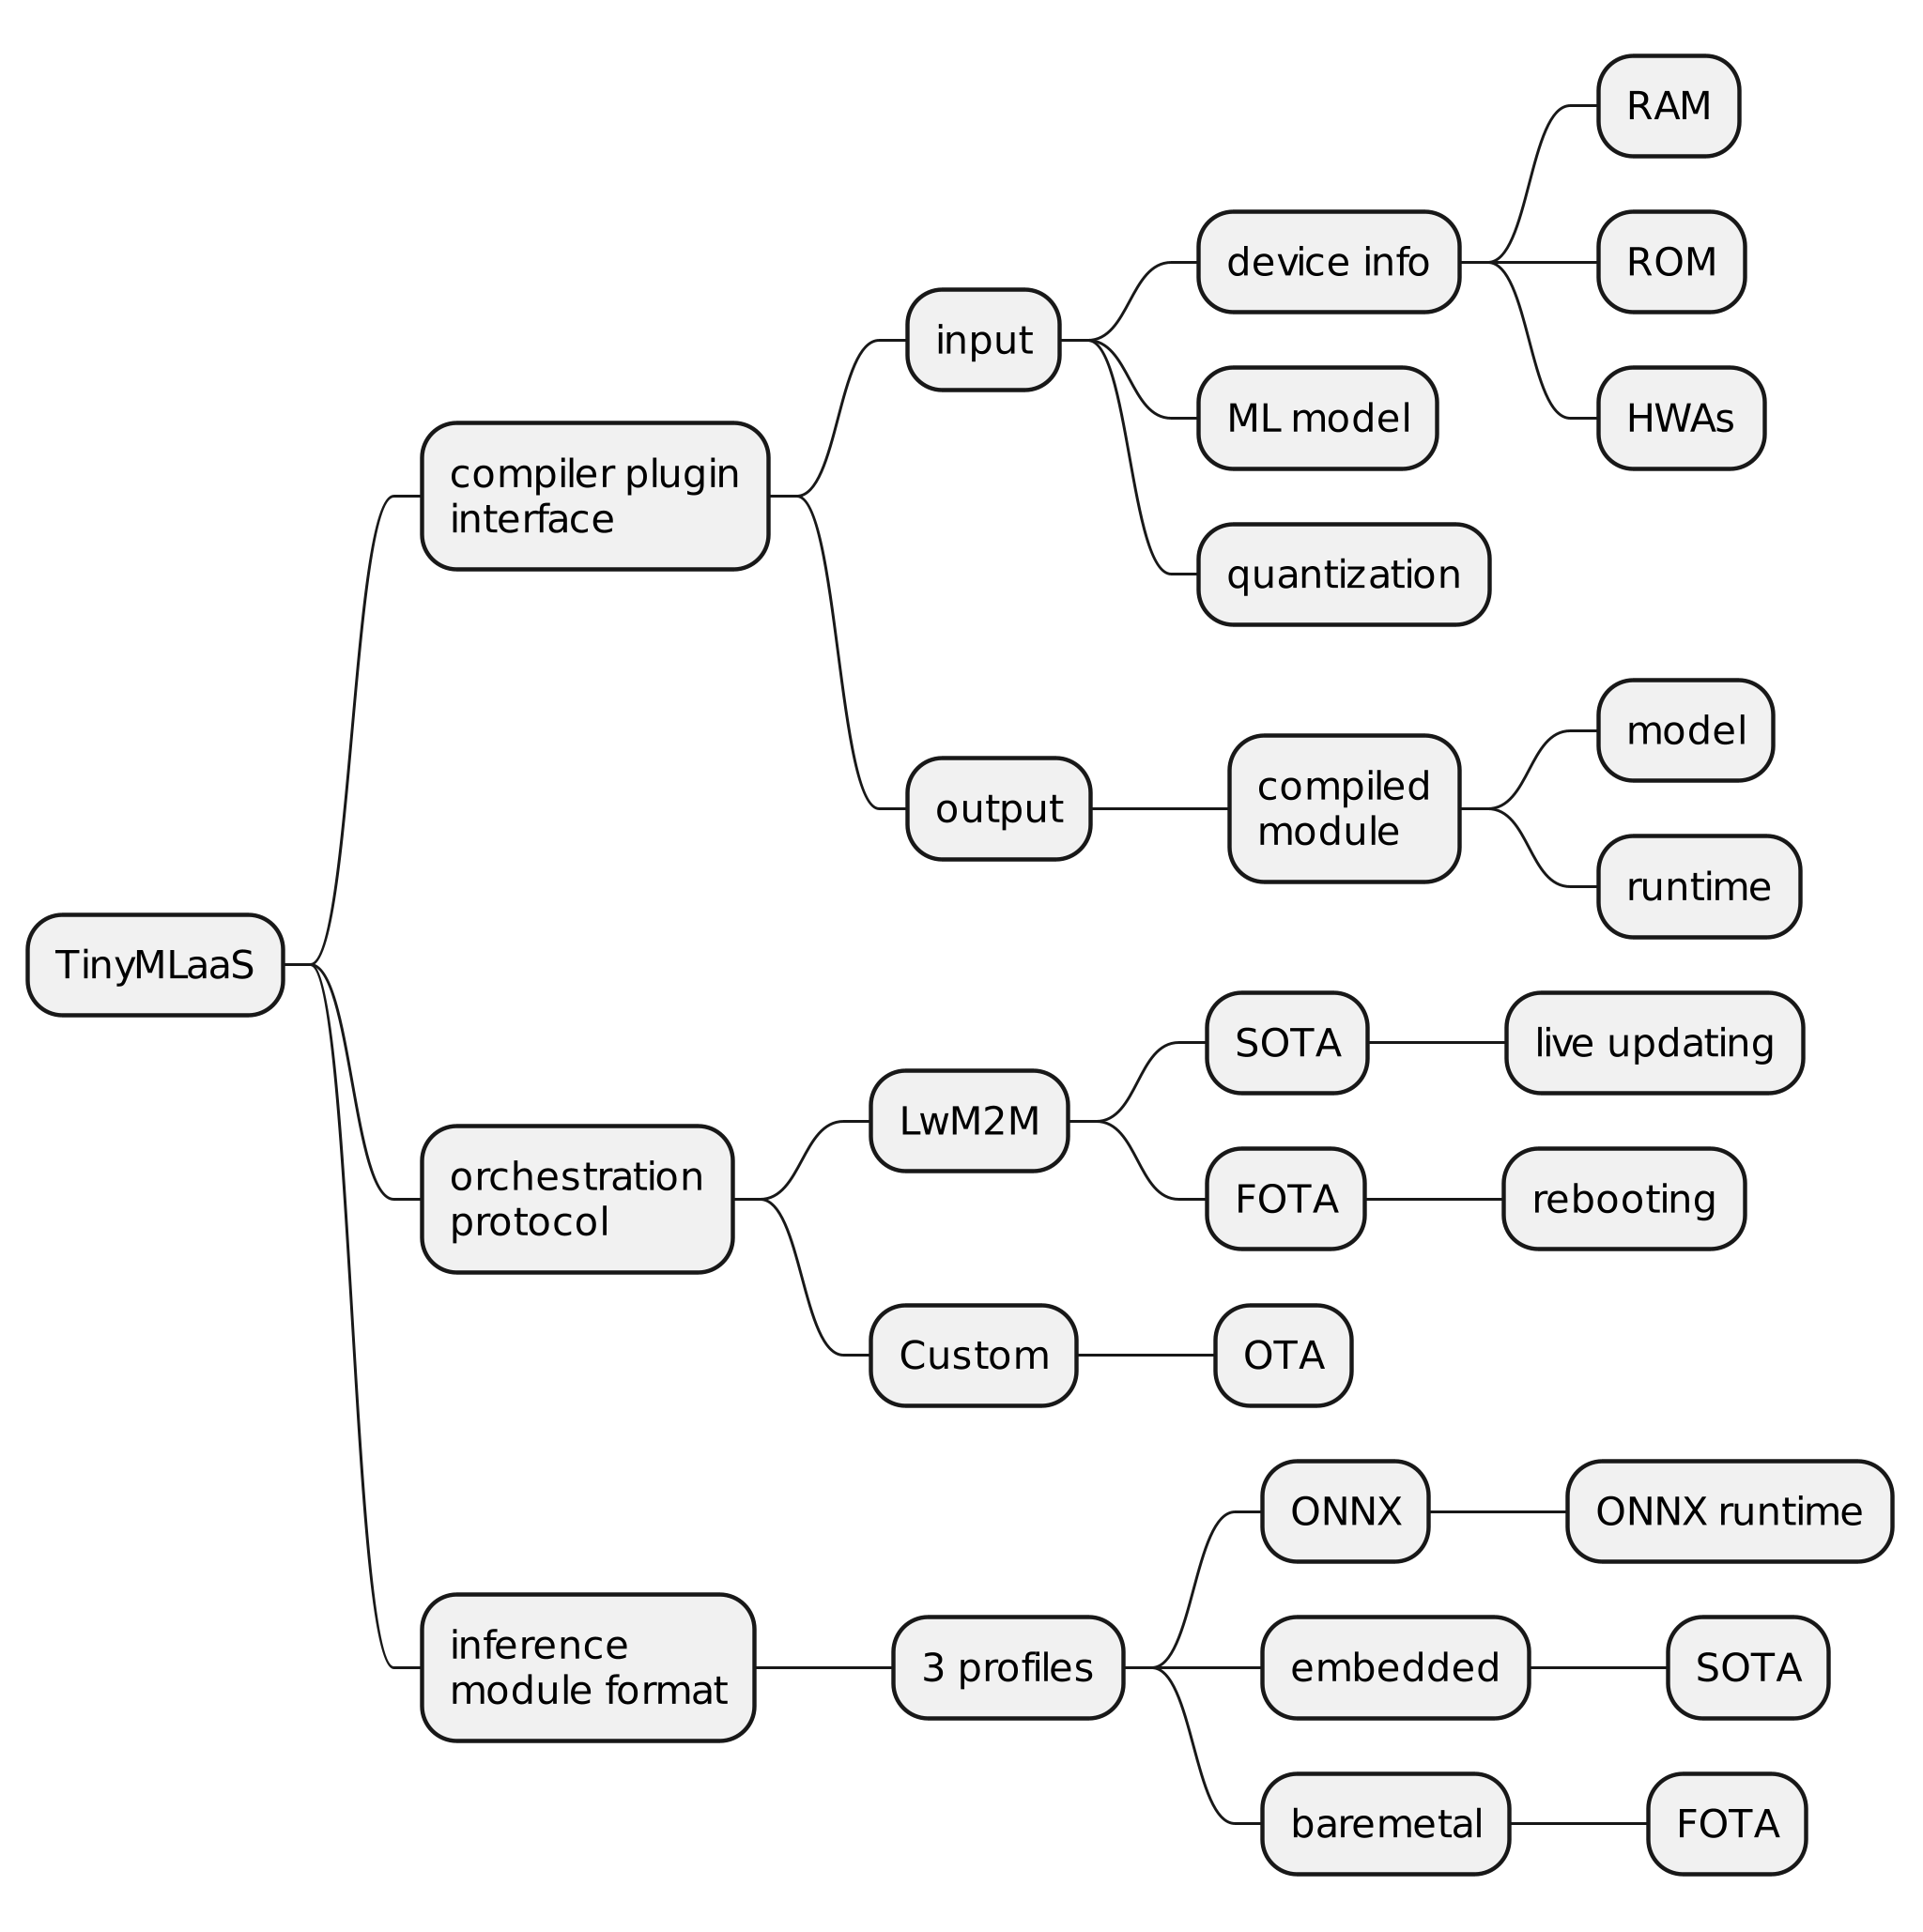 TinyMLaaS
compiler plugin
interface
input
device info
RAM
ROM
HWAs
ML model
quantization
output
compiled
module
model
runtime
orchestration
protocol
LwM2M
SOTA
live updating
FOTA
rebooting
Custom
OTA
inference
module format
3 profiles
ONNX
ONNX runtime
embedded
SOTA
baremetal
FOTA